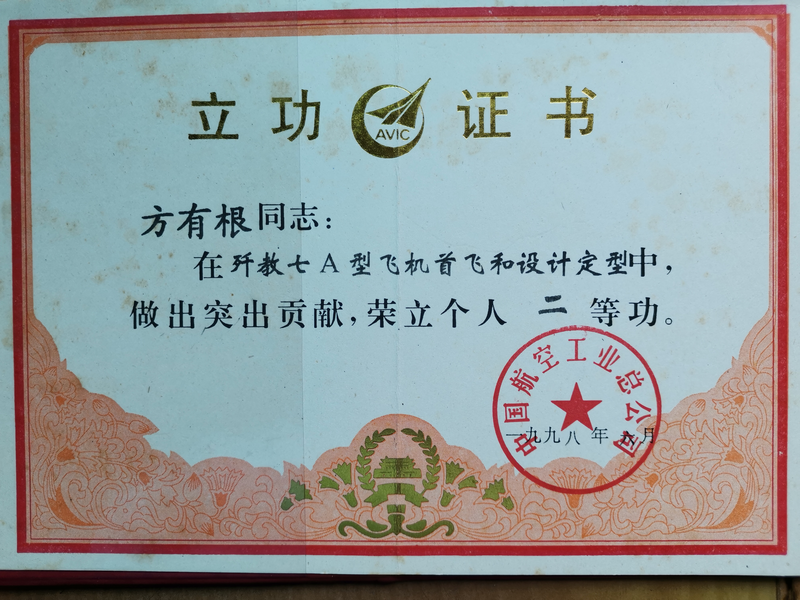 立功 AVIC 证书
方有根同志：
在歼教七A型飞机首飞和设计定型中，
做出突出贡献，荣立个人 二 等功。
中国航空工业总公司
一九九八年六月